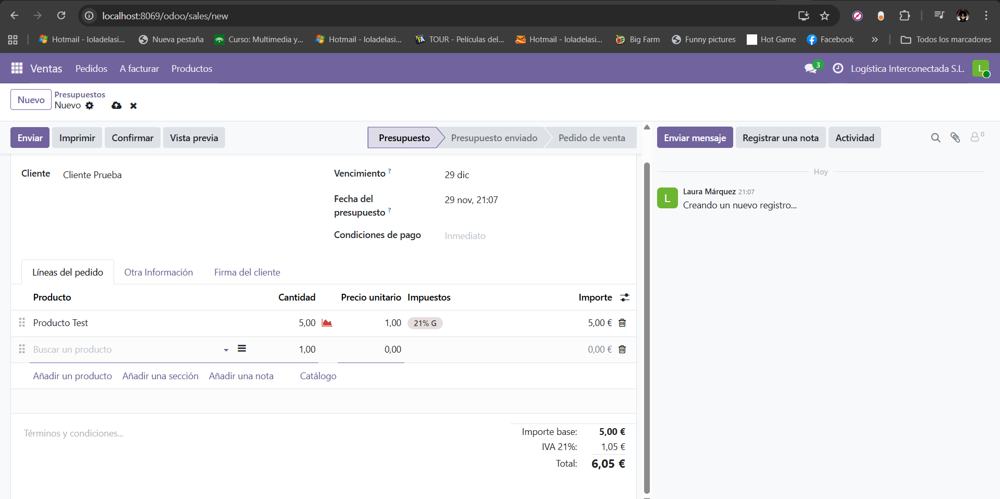 localhost:8069/odoo/sales/new
Hotmail - loladelasi... Nueva pestaña Curso: Multimedia y... Hotmail - loladelasi... TOUR - Películas del... Hotmail - loladelasi... Big Farm Funny pictures Hot Game Facebook » Todos los marcadores
Ventas Pedidos A facturar Productos 3 Logística Interconectada S.L. L
Nuevo Presupuestos
Nuevo
Enviar Imprimir Confirmar Vista previa Presupuesto Presupuesto enviado Pedido de venta Enviar mensaje Registrar una nota Actividad 0
Cliente Cliente Prueba
Vencimiento ? 29 dic
Fecha del presupuesto ? 29 nov, 21:07
Condiciones de pago Inmediato
Hoy
L Laura Márquez 21:07
Creando un nuevo registro...
Líneas del pedido Otra Información Firma del cliente
Producto Cantidad Precio unitario Impuestos Importe
Producto Test 5,00 1,00 21% G 5,00 €
Buscar un producto 1,00 0,00 0,00 €
Añadir un producto Añadir una sección Añadir una nota Catálogo
Términos y condiciones...
Importe base: 5,00 €
IVA 21%: 1,05 €
Total: 6,05 €